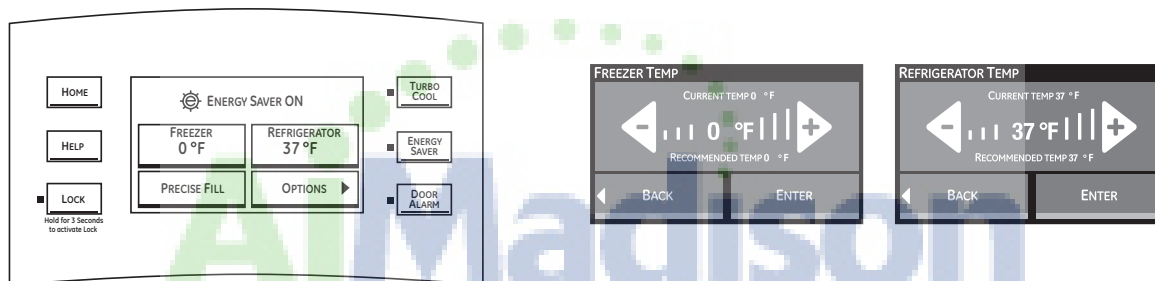 HOME
HELP
LOCK
Hold for 3 Seconds
to activate Lock
ENERGY SAVER ON
FREEZER
0 °F
REFRIGERATOR
37 °F
PRECISE FILL
OPTIONS
TURBO
COOL
ENERGY
SAVER
DOOR
ALARM
FREEZER TEMP
CURRENT TEMP 0 °F
- 0 °F +
RECOMMENDED TEMP 0 °F
BACK
ENTER
REFRIGERATOR TEMP
CURRENT TEMP 37 °F
- 37 °F +
RECOMMENDED TEMP 37 °F
BACK
ENTER
AjMadison